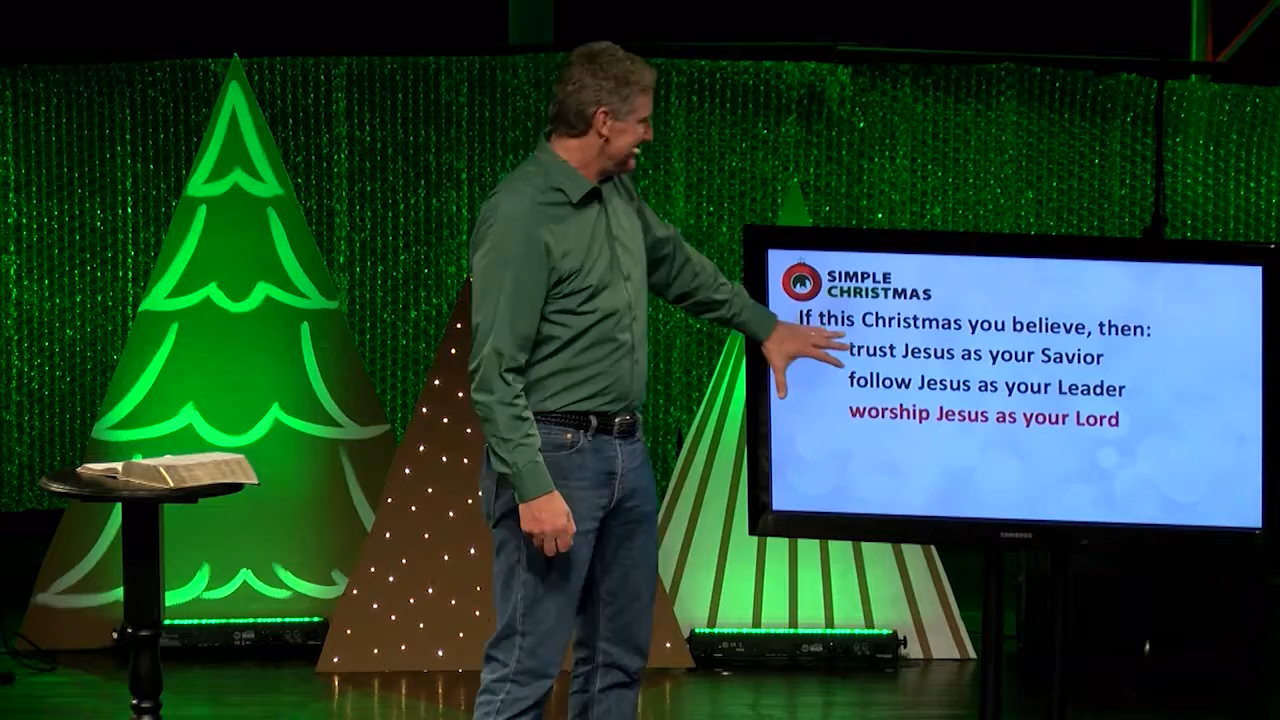 SIMPLE
CHRISTMAS
If this Christmas you believe, then:
trust Jesus as your Savior
follow Jesus as your Leader
worship Jesus as your Lord
SAMSUNG